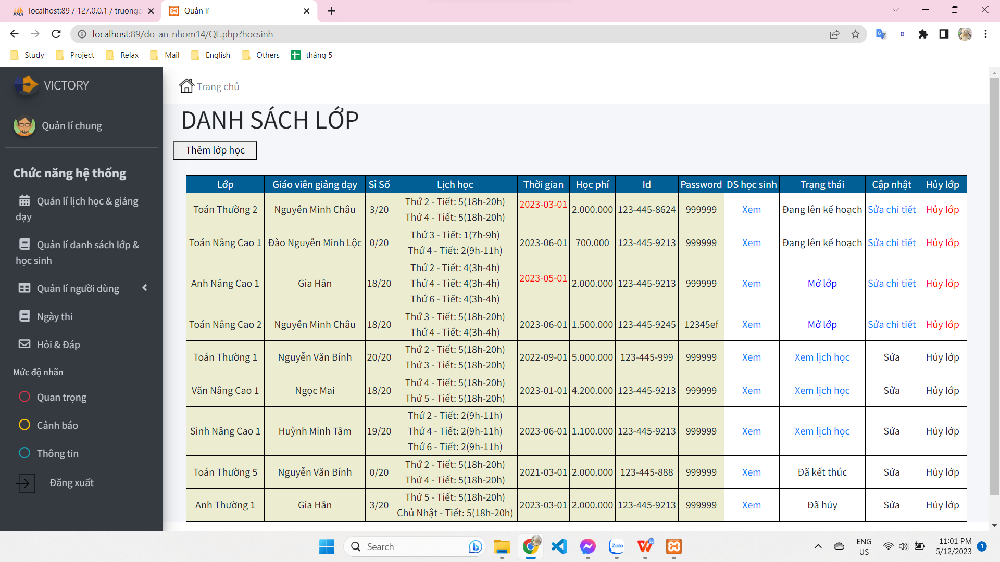 localhost:89 / 127.0.0.1 / truongc
Quản lí
localhost:89/do_an_nhom14/QL.php?hocsinh
Study
Project
Relax
Mail
English
Others
tháng 5
VICTORY
Quản lí chung
Chức năng hệ thống
Quản lí lịch học & giảng
dạy
Quản lí danh sách lớp &
học sinh
Quản lí người dùng
Ngày thi
Hỏi & Đáp
Mức độ nhãn
Quan trọng
Cảnh báo
Thông tin
Đăng xuất
Trang chủ
DANH SÁCH LỚP
Thêm lớp học
Lớp Giáo viên giảng dạy Sỉ Số Lịch học Thời gian Học phí Id Password DS học sinh Trạng thái Cập nhật Hủy lớp
Toán Thường 2 Nguyễn Minh Châu 3/20 Thứ 2 - Tiết: 5(18h-20h) 2023-03-01 2.000.000 123-445-8624 999999 Xem Đang lên kế hoạch Sửa chi tiết Hủy lớp
Thứ 4 - Tiết: 5(18h-20h)
Toán Nâng Cao 1 Đào Nguyễn Minh Lộc 0/20 Thứ 3 - Tiết: 1(7h-9h) 2023-06-01 700.000 123-445-9213 999999 Xem Đang lên kế hoạch Sửa chi tiết Hủy lớp
Thứ 4 - Tiết: 2(9h-11h)
Anh Nâng Cao 1 Gia Hân 18/20 Thứ 2 - Tiết: 4(3h-4h) 2023-05-01 2.000.000 123-445-9213 999999 Xem Mở lớp Sửa chi tiết Hủy lớp
Thứ 4 - Tiết: 4(3h-4h)
Thứ 6 - Tiết: 4(3h-4h)
Toán Nâng Cao 2 Nguyễn Minh Châu 18/20 Thứ 3 - Tiết: 5(18h-20h) 2023-06-01 1.500.000 123-445-9245 12345ef Xem Mở lớp Sửa chi tiết Hủy lớp
Thứ 4 - Tiết: 4(3h-4h)
Toán Thường 1 Nguyễn Văn Bính 20/20 Thứ 2 - Tiết: 5(18h-20h) 2022-09-01 5.000.000 123-445-999 999999 Xem Xem lịch học Sửa Hủy lớp
Thứ 3 - Tiết: 5(18h-20h)
Văn Nâng Cao 1 Ngọc Mai 18/20 Thứ 4 - Tiết: 5(18h-20h) 2023-01-01 4.200.000 123-445-9213 999999 Xem Xem lịch học Sửa Hủy lớp
Thứ 5 - Tiết: 5(18h-20h)
Sinh Nâng Cao 1 Huỳnh Minh Tâm 19/20 Thứ 2 - Tiết: 2(9h-11h) 2023-06-01 1.100.000 123-445-9213 999999 Xem Xem lịch học Sửa Hủy lớp
Thứ 4 - Tiết: 2(9h-11h)
Thứ 6 - Tiết: 2(9h-11h)
Toán Thường 5 Nguyễn Văn Bính 0/20 Thứ 2 - Tiết: 5(18h-20h) 2021-03-01 2.000.000 123-445-888 999999 Xem Đã kết thúc Sửa Hủy lớp
Thứ 4 - Tiết: 5(18h-20h)
Anh Thường 1 Gia Hân 3/20 Thứ 5 - Tiết: 5(18h-20h) 2023-03-01 2.000.000 123-445-9213 999999 Xem Đã hủy Sửa Hủy lớp
Chủ Nhật - Tiết: 5(18h-20h)
Search
Zalo
ENG
US
11:01 PM
5/12/2023
1